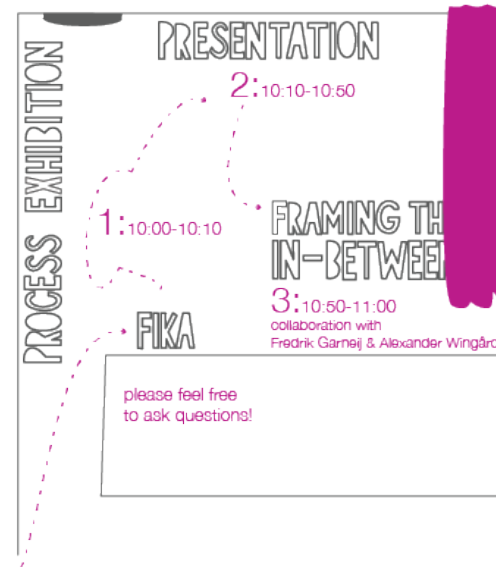 PRESENTATION
2:10:10-10:50
PROCESS EXHIBITION
1:10:00-10:10
FRAMING TH
IN-BETWEE
3:10:50-11:00
collaboration with
Fredrik Garneij & Alexander Wingård
FIKA
please feel free
to ask questions!